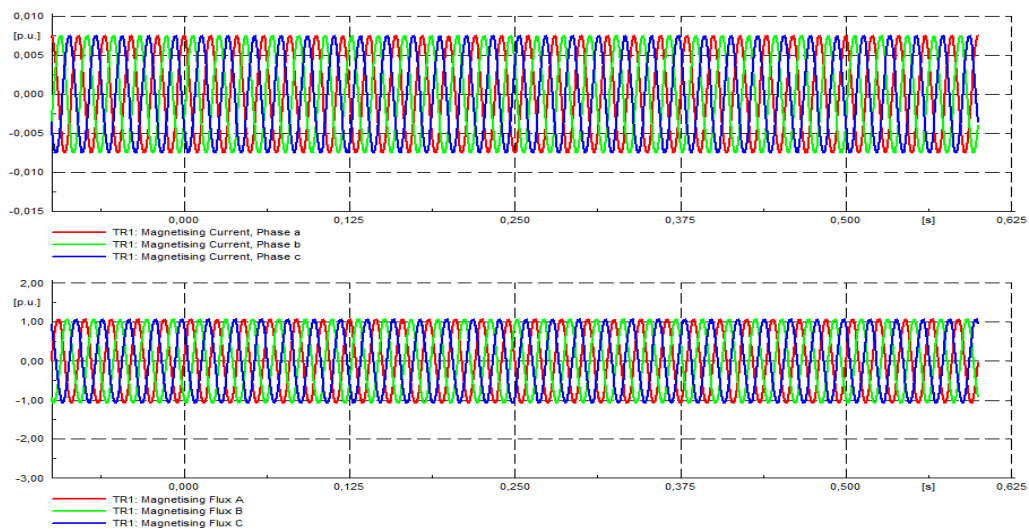 0,010
[p.u.]
0,005
0,000
-0,005
-0,010
-0,015
0,000 0,125 0,250 0,375 0,500 [s] 0,625
TR1: Magnetising Current, Phase a
TR1: Magnetising Current, Phase b
TR1: Magnetising Current, Phase c
2,00
[p.u.]
1,00
0,00
-1,00
-2,00
-3,00
0,000 0,125 0,250 0,375 0,500 [s] 0,625
TR1: Magnetising Flux A
TR1: Magnetising Flux B
TR1: Magnetising Flux C